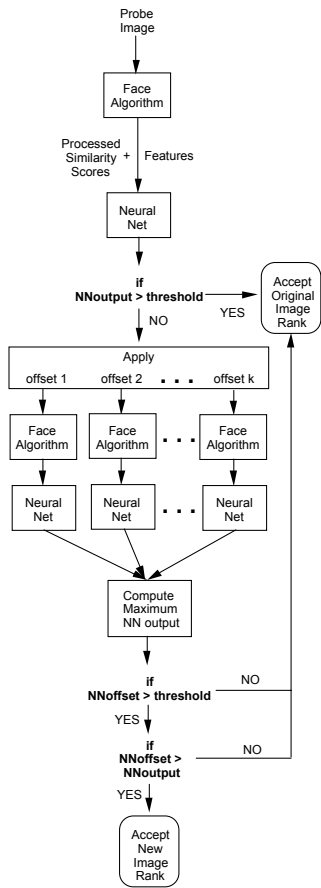 Probe
Image
Face
Algorithm
Processed
Similarity + Features
Scores
Neural
Net
if
NNoutput > threshold
YES
Accept
Original
Image
Rank
NO
Apply
offset 1 offset 2 . . . offset k
Face
Algorithm
Face
Algorithm
. . .
Face
Algorithm
Neural
Net
Neural
Net
. . .
Neural
Net
Compute
Maximum
NN output
if
NNoffset > threshold
NO
YES
if
NNoffset >
NNoutput
NO
YES
Accept
New
Image
Rank